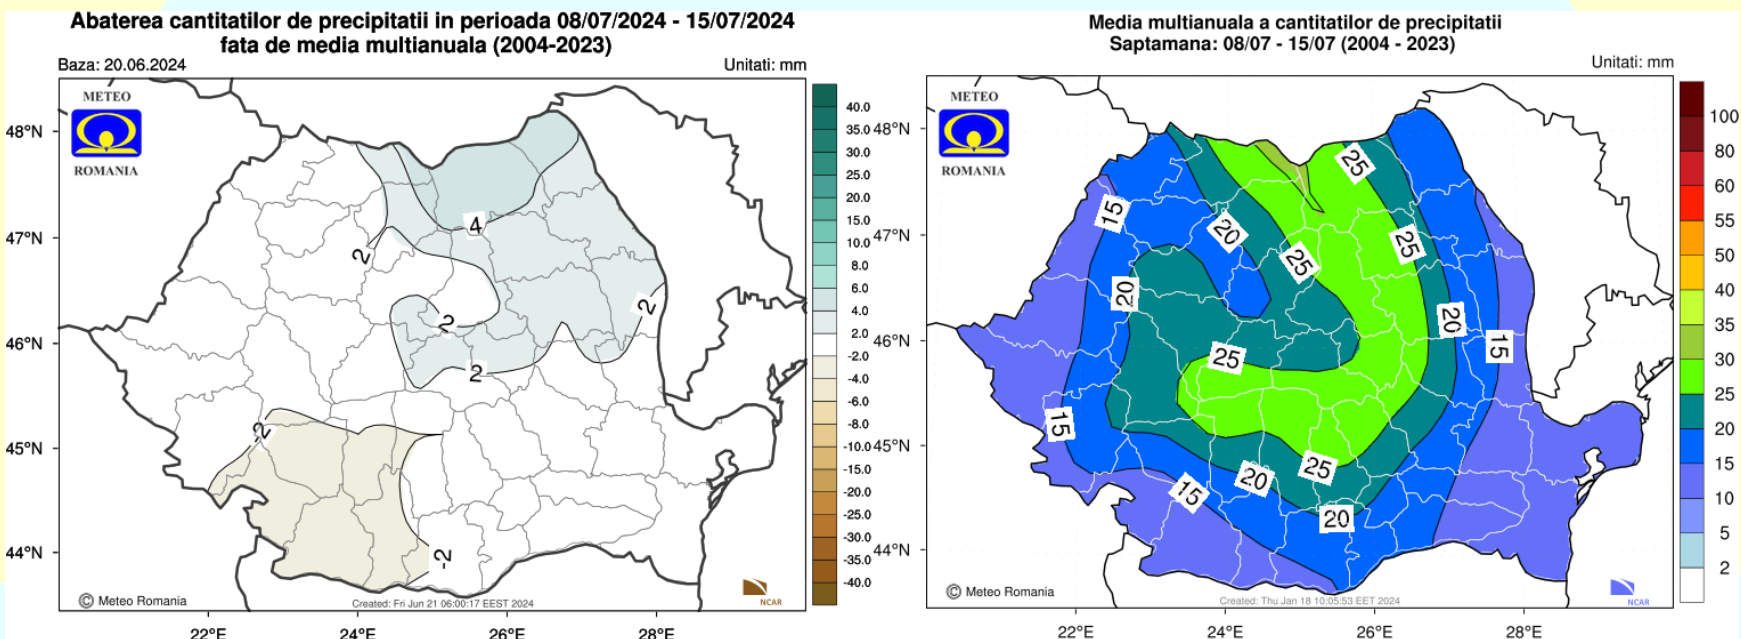 Abaterea cantitatilor de precipitatii in perioada 08/07/2024 - 15/07/2024
fata de media multianuala (2004-2023)
Baza: 20.06.2024
Unitati: mm
METEO
ROMANIA
48°N
47°N
46°N
45°N
44°N
22°E
24°E
26°E
28°E
4
2
2
2
2
-2
-2
40.0
35.0
30.0
25.0
20.0
15.0
10.0
8.0
6.0
4.0
2.0
-2.0
-4.0
-6.0
-8.0
-10.0
-15.0
-20.0
-25.0
-30.0
-35.0
-40.0
© Meteo Romania
Created: Fri Jun 21 06:00:17 EEST 2024
NCAR
Media multianuala a cantitatilor de precipitatii
Saptamana: 08/07 - 15/07 (2004 - 2023)
Unitati: mm
METEO
ROMANIA
48°N
47°N
46°N
45°N
44°N
22°E
24°E
26°E
28°E
25
15
20
25
25
20
20
15
25
15
25
20
15
20
100
80
60
55
50
40
35
30
25
20
15
10
5
2
© Meteo Romania
Created: Thu Jan 18 10:05:53 EET 2024
NCAR